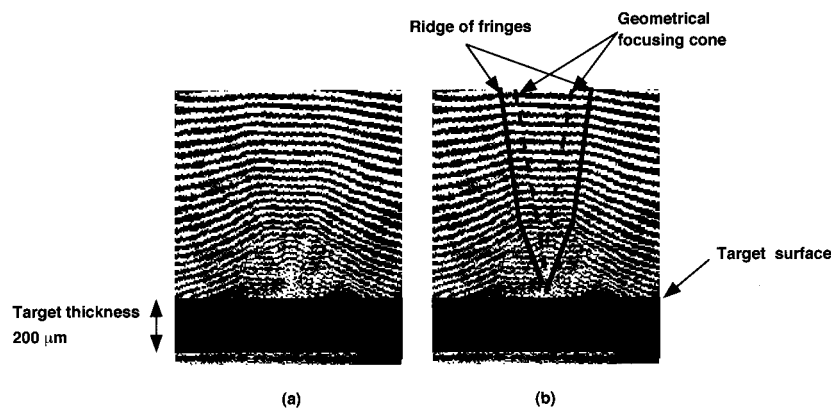 Geometrical
focusing cone
Ridge of fringes
Target surface
Target thickness
200 μm
(a)
(b)